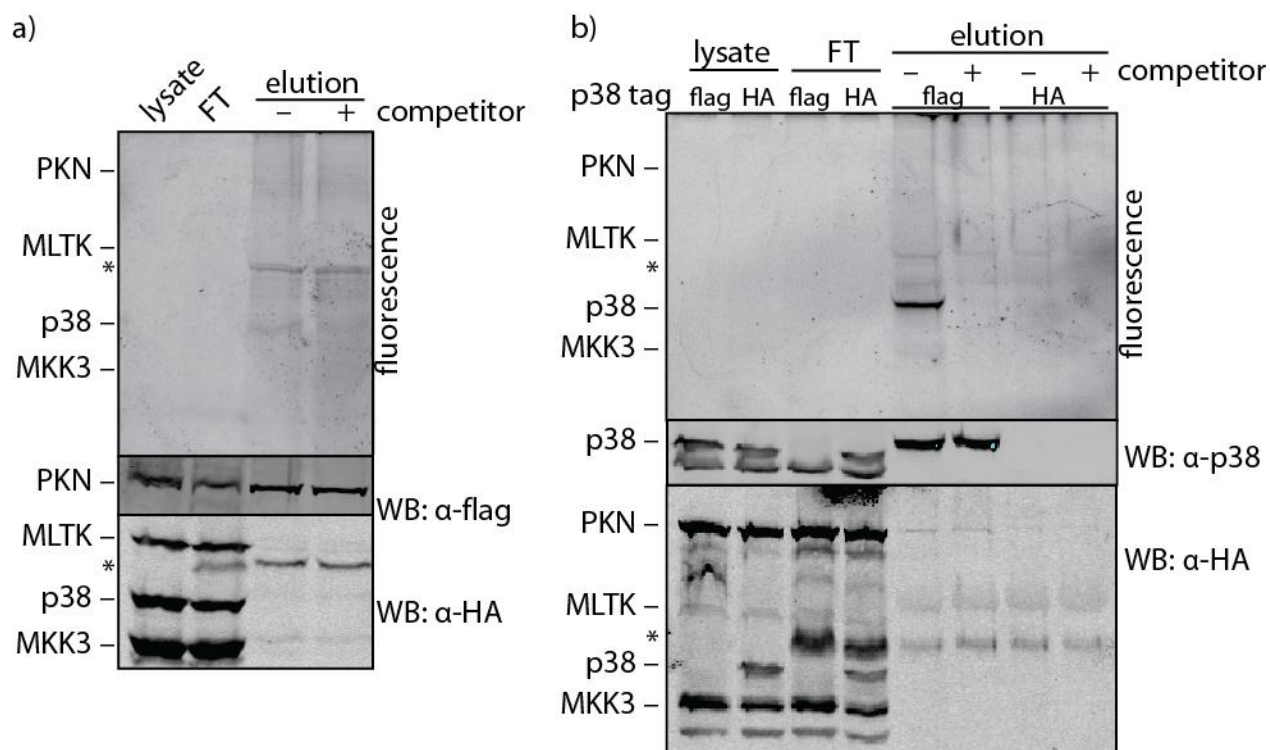 a)
lysate
FT
elution
– + competitor
PKN –
MLTK –
*
p38 –
MKK3 –
fluorescence
PKN –
WB: α-flag
MLTK –
*
p38 –
MKK3 –
WB: α-HA
b)
lysate FT elution
– + – + competitor
p38 tag flag HA flag HA flag HA
PKN –
MLTK –
*
p38 –
MKK3 –
fluorescence
p38 –
WB: α-p38
PKN –
MLTK –
*
p38 –
MKK3 –
WB: α-HA